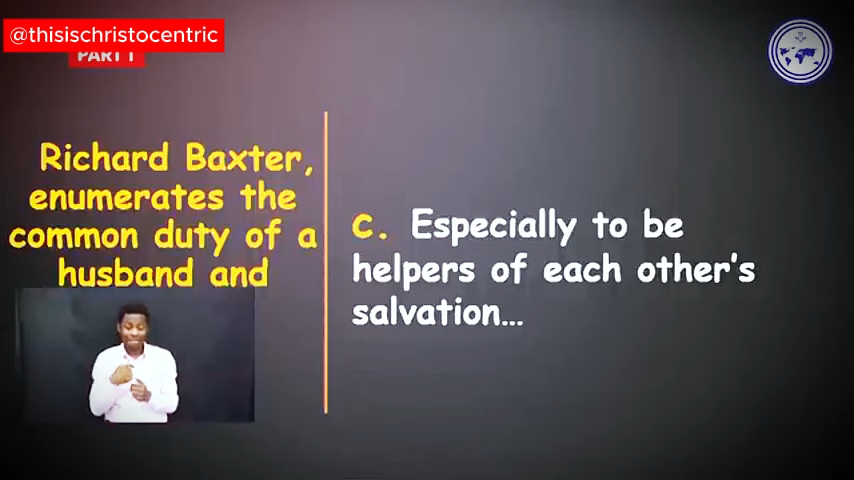 @thisischristocentric
PART 1
Richard Baxter,
enumerates the
common duty of a
husband and
c. Especially to be
helpers of each other's
salvation...